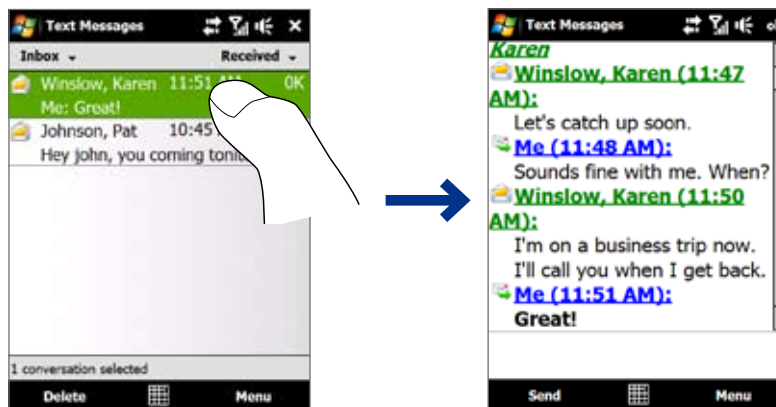 Text Messages
Inbox
Received
Winslow, Karen 11:51 0K
Me: Great!
Johnson, Pat 10:45
Hey john, you coming
1 conversation selected
Delete
Menu
Text Messages
Karen
Winslow, Karen (11:47
AM):
Let's catch up soon.
Me (11:48 AM):
Sounds fine with me. When?
Winslow, Karen (11:50
AM):
I'm on a business trip now.
I'll call you when I get back.
Me (11:51 AM):
Great!
Send
Menu